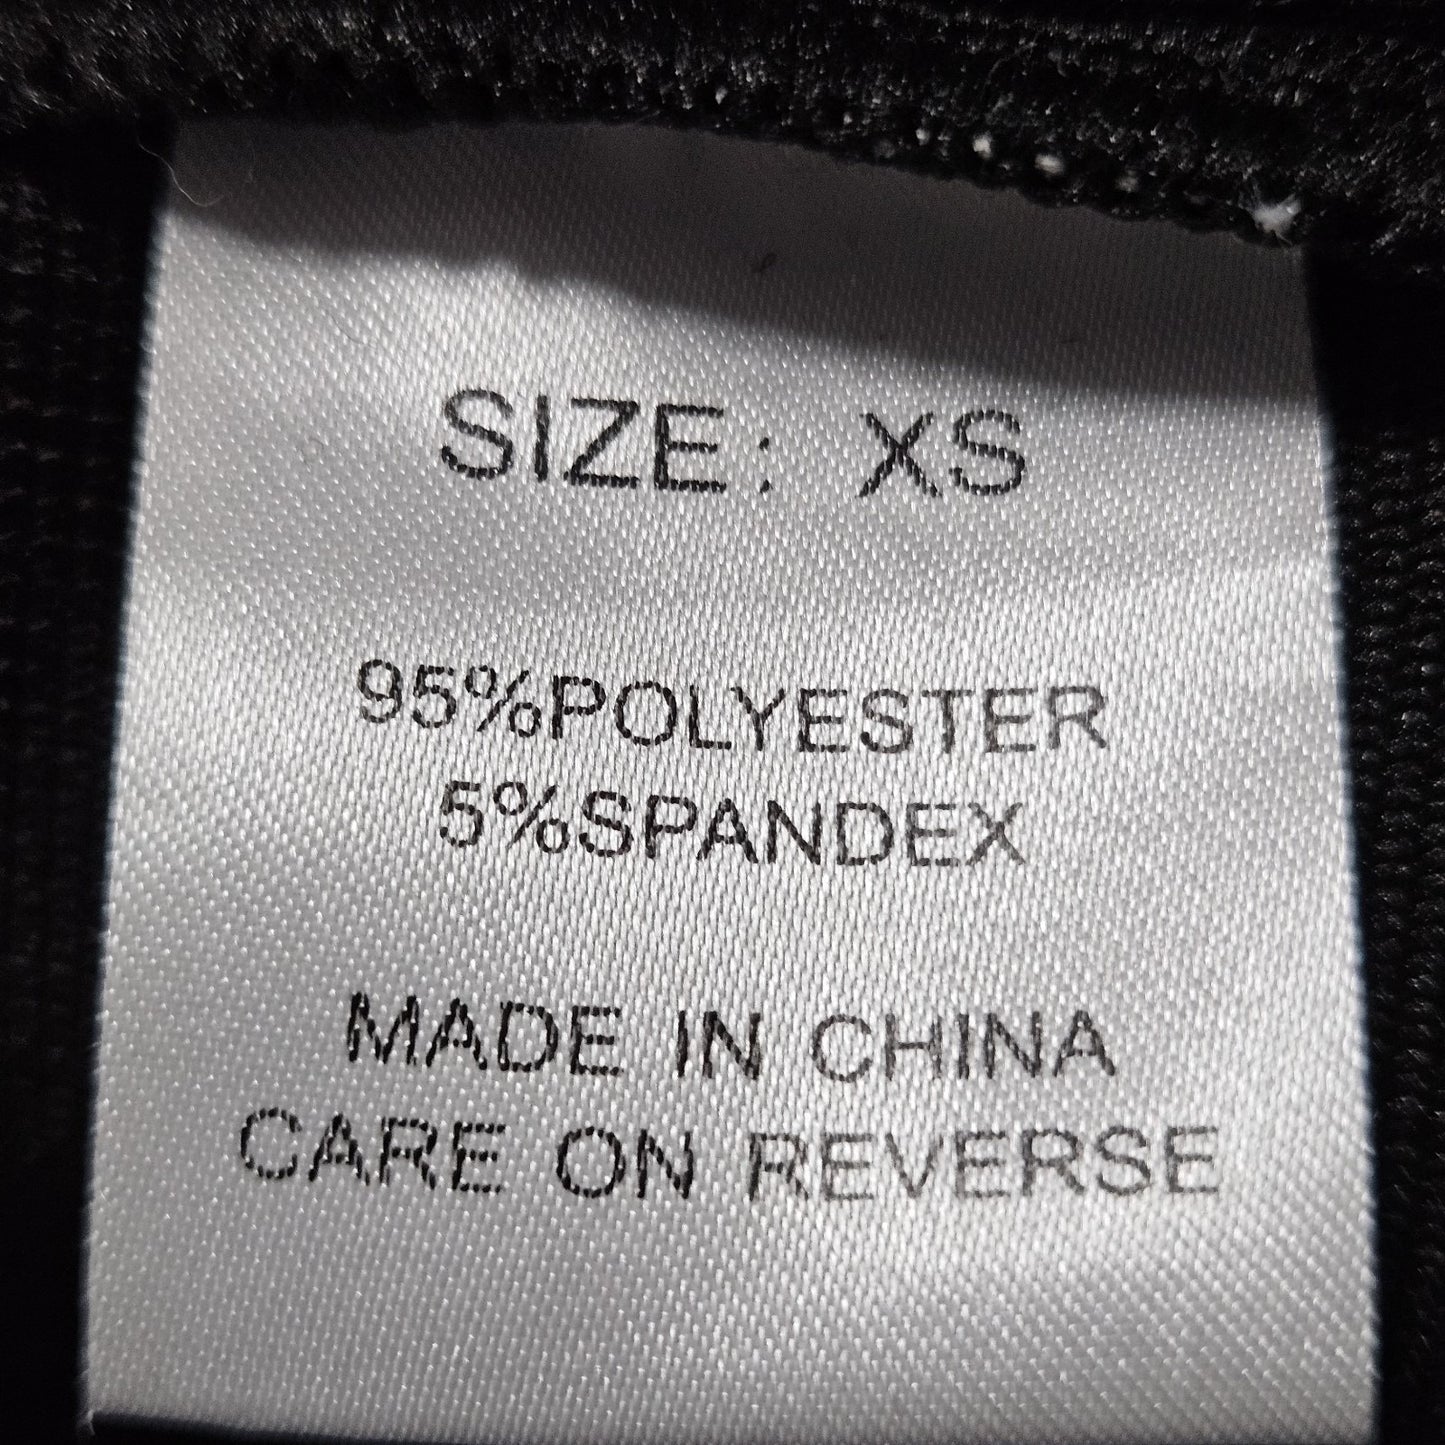 SIZE: XS
95%POLYESTER
5%SPANDEX
MADE IN CHINA
CARE ON REVERSE